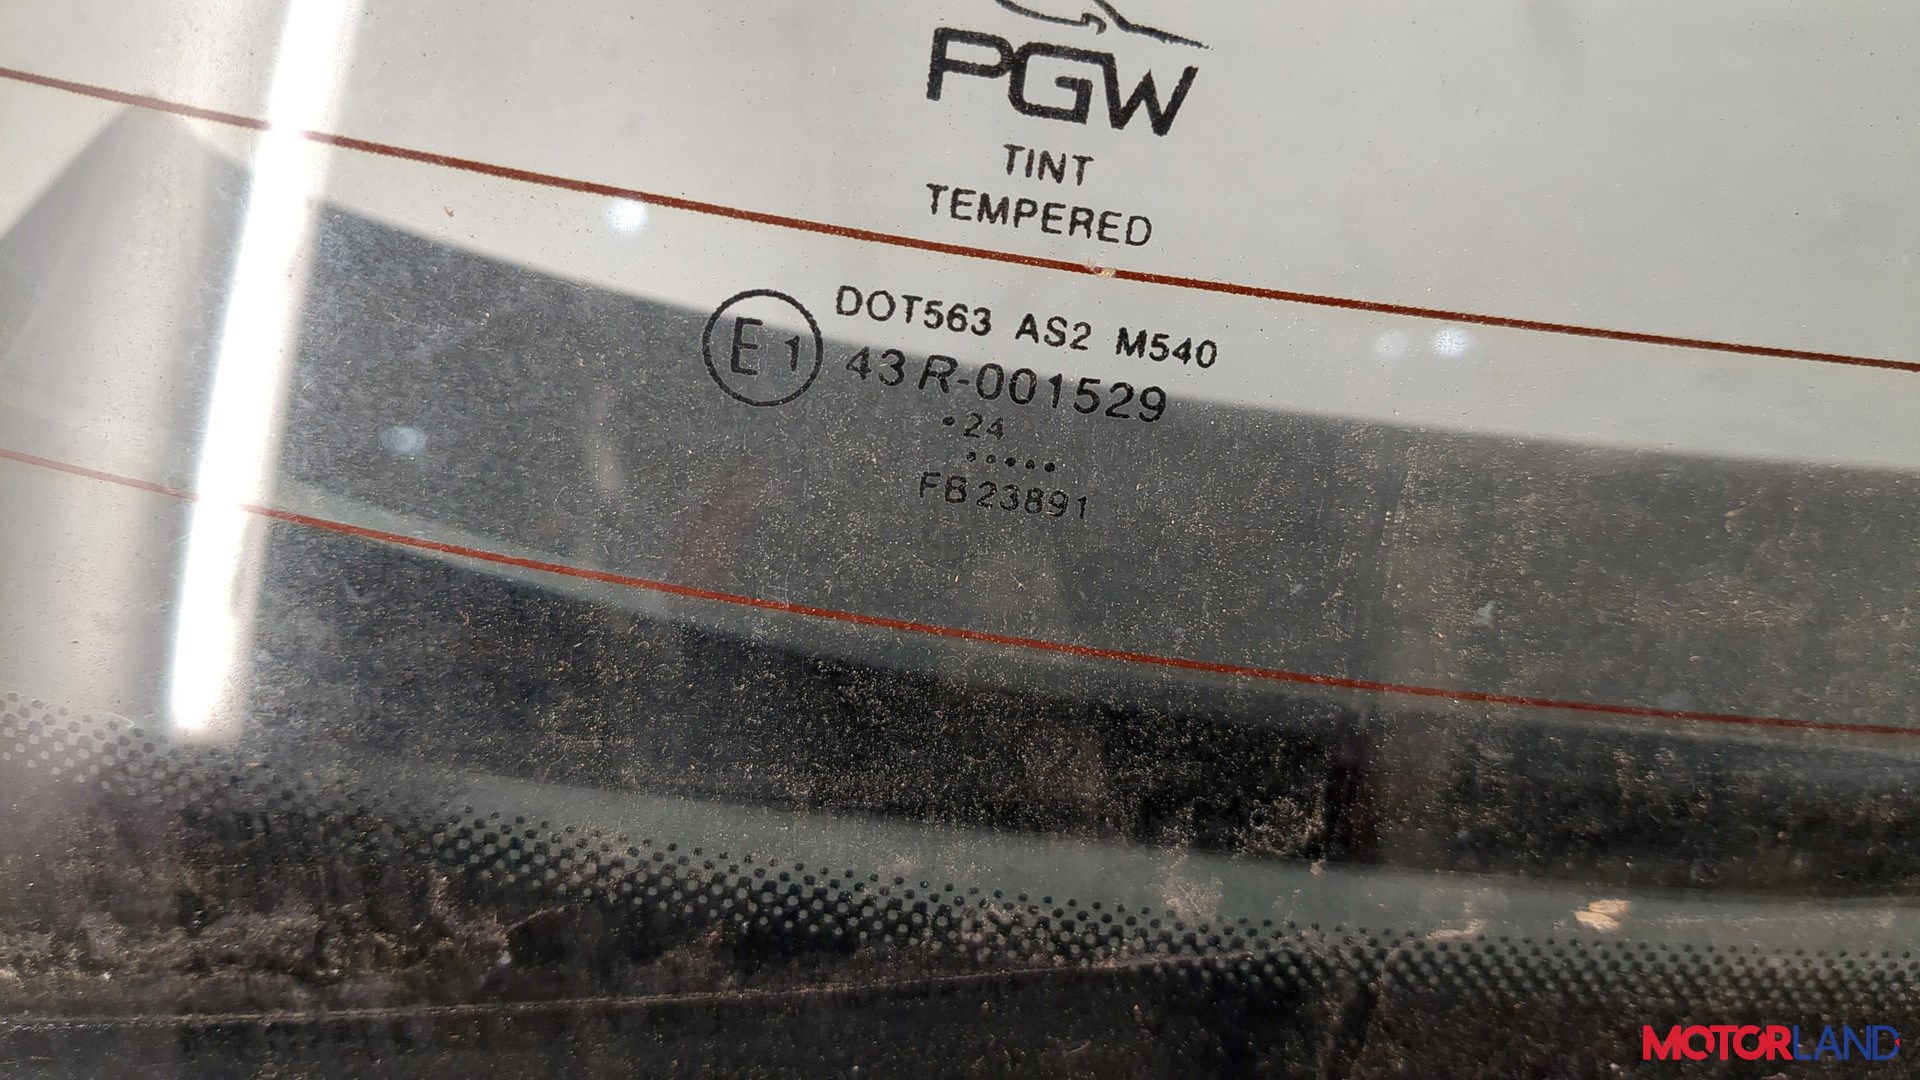 PGW
TINT
TEMPERED
DOT563 AS2 M540
E1 43R-001529
•24
•••••
FB23891
MOTORLAND